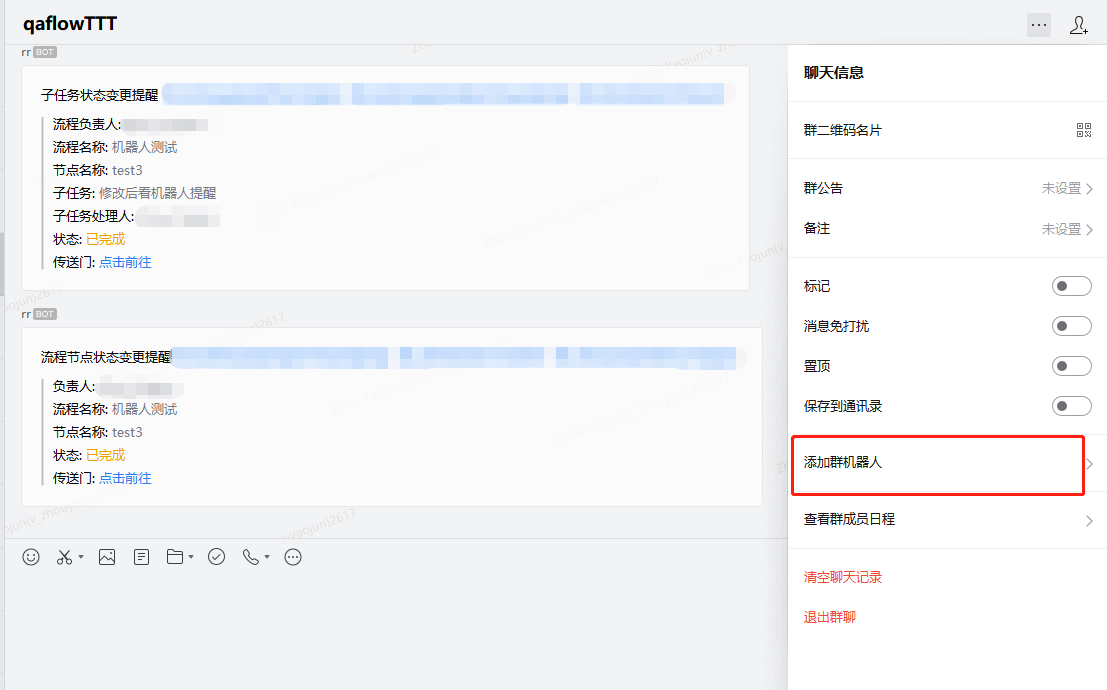 qaflowTTT
rr BOT
子任务状态变更提醒
流程负责人:
流程名称: 机器人测试
节点名称: test3
子任务: 修改后看机器人提醒
子任务处理人:
状态: 已完成
传送门: 点击前往
rr BOT
流程节点状态变更提醒
负责人:
流程名称: 机器人测试
节点名称: test3
状态: 已完成
传送门: 点击前往
聊天信息
群二维码名片
群公告 未设置
备注 未设置
标记
消息免打扰
置顶
保存到通讯录
添加群机器人
查看群成员日程
清空聊天记录
退出群聊